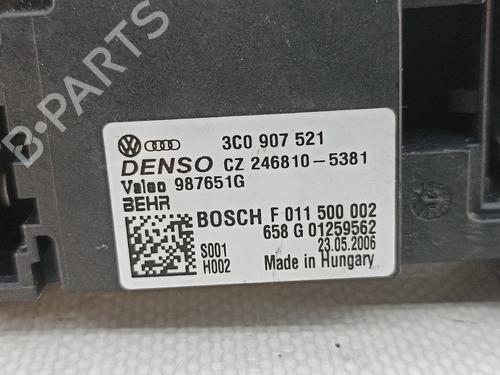 3C0 907 521
DENSO CZ 246810-5381
Valeo 987651G
BEHR
BOSCH F 011 500 002
658 G 01259562
23.05.2006
S001
H002
Made in Hungary
B-PARTS